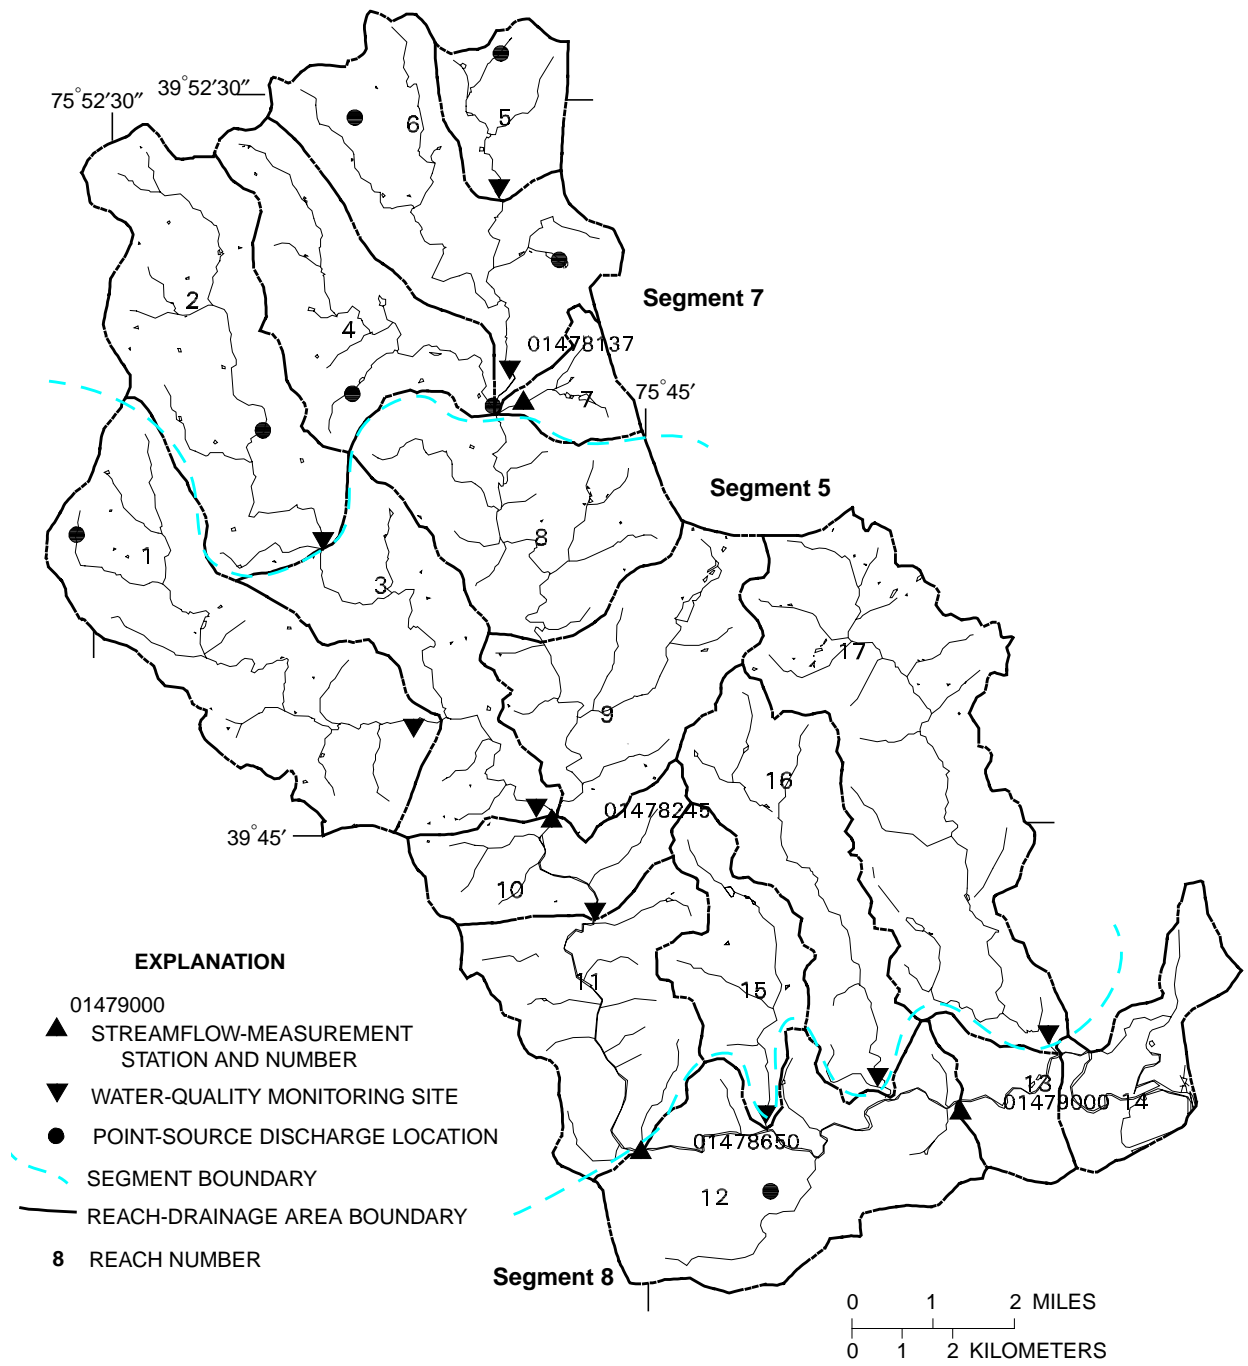 75°52′30″
39°52′30″
6
5
2
Segment 7
4
01478137
7
75°45′
Segment 5
8
1
3
17
9
16
01478245
39°45′
10
11
15
13
01479000
14
01478650
12
Segment 8
EXPLANATION
01479000
STREAMFLOW-MEASUREMENT
STATION AND NUMBER
WATER-QUALITY MONITORING SITE
POINT-SOURCE DISCHARGE LOCATION
SEGMENT BOUNDARY
REACH-DRAINAGE AREA BOUNDARY
8 REACH NUMBER
0 1 2 MILES
0 1 2 KILOMETERS